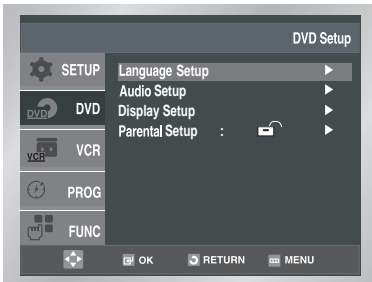 DVD Setup
SETUP
DVD DVD
VCR VCR
PROG
FUNC
Language Setup
Audio Setup
Display Setup
Parental Setup :
OK RETURN MENU